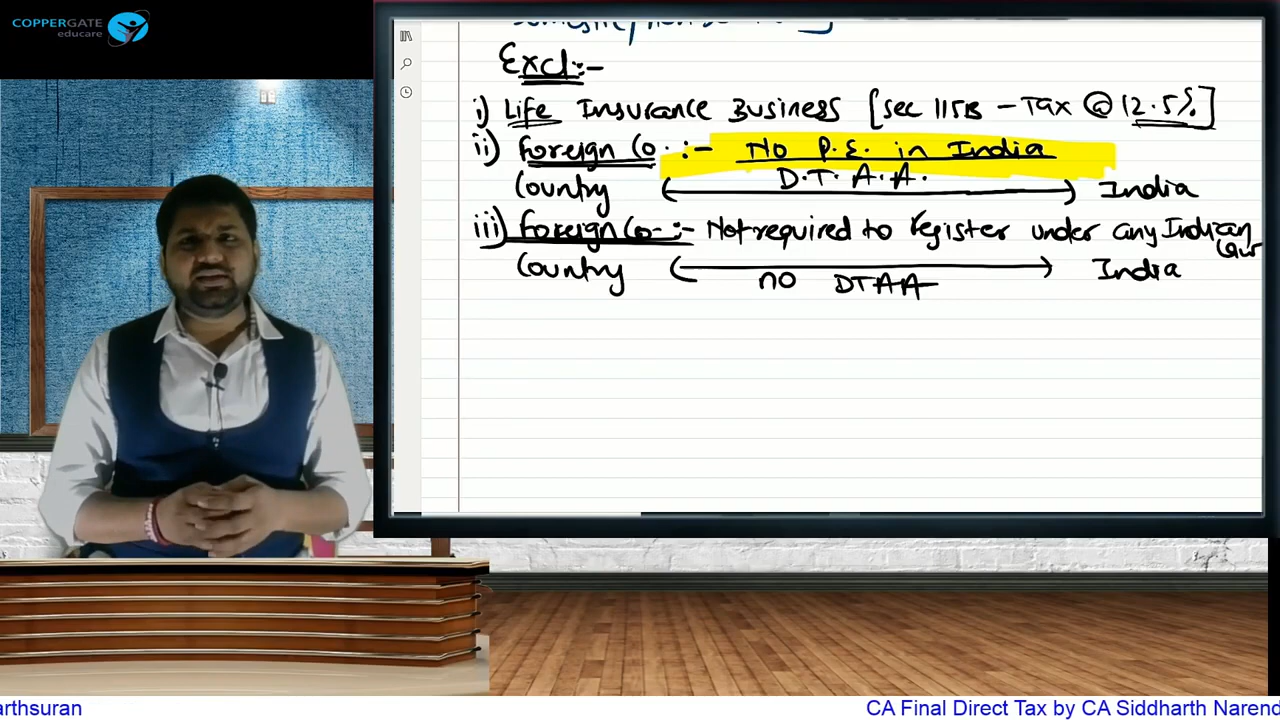 COPPERGATE
educare
Excl:-
i) Life Insurance Business [Sec 115B - Tax @ 12.5%]
ii) Foreign Co. :- No P.E. in India
Country D.T.A.A. India
iii) Foreign Co. :- Not required to register under any Indian
Country no DTAA India
arthsuran CA Final Direct Tax by CA Siddharth Narend